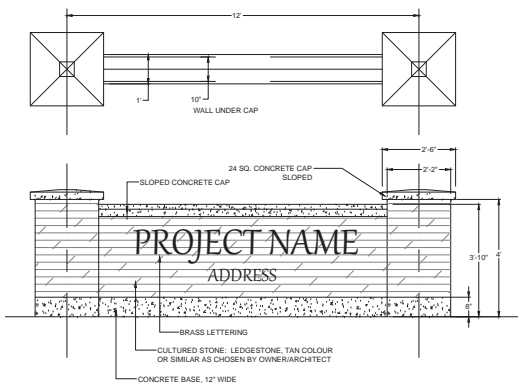 12'
1'
10"
WALL UNDER CAP
2'-6"
24 SQ. CONCRETE CAP
SLOPED
2'-2"
SLOPED CONCRETE CAP
PROJECT NAME
ADDRESS
3'-10"
4'
8"
BRASS LETTERING
CULTURED STONE: LEDGESTONE, TAN COLOUR
OR SIMILAR AS CHOSEN BY OWNER/ARCHITECT
CONCRETE BASE, 12" WIDE